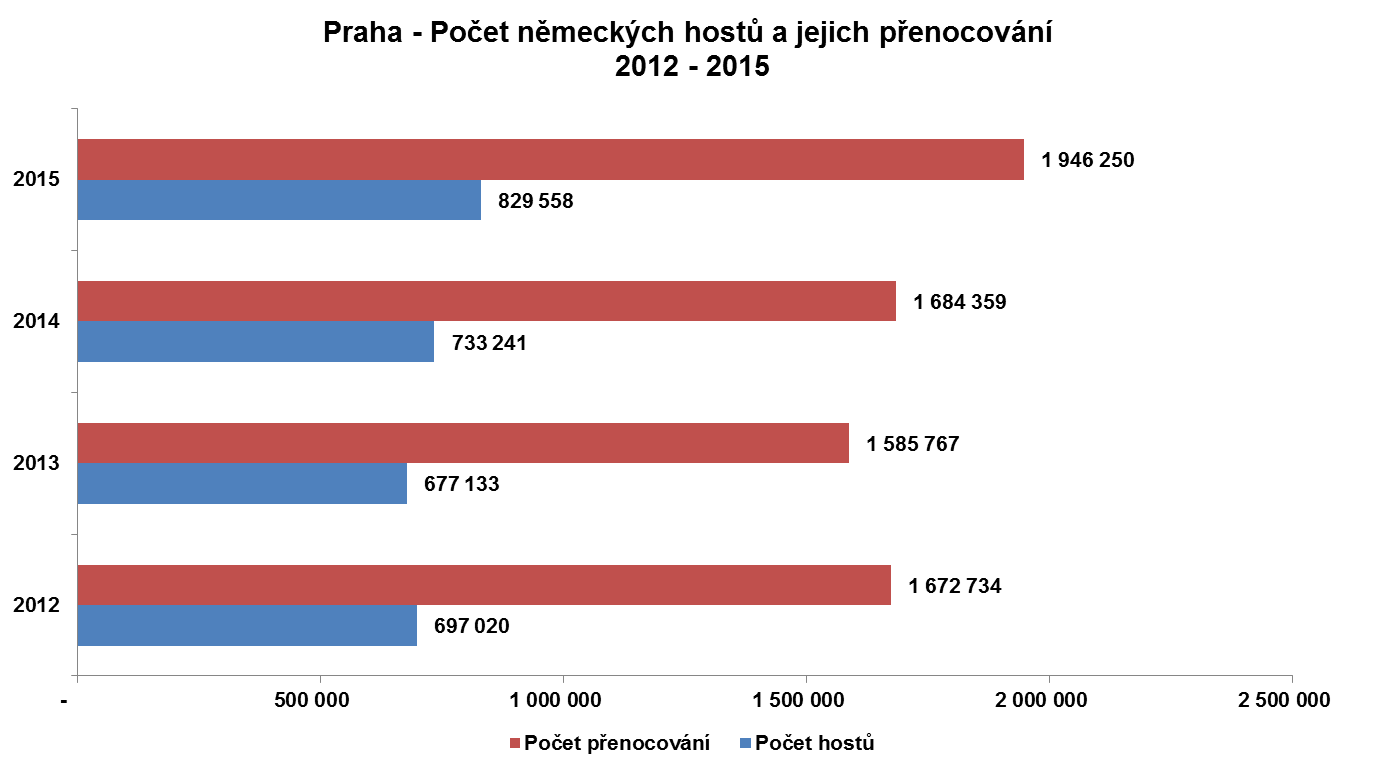 Praha - Počet německých hostů a jejich přenocování
2012 - 2015
2015
1 946 250
829 558
2014
1 684 359
733 241
2013
1 585 767
677 133
2012
1 672 734
697 020
- 500 000 1 000 000 1 500 000 2 000 000 2 500 000
Počet přenocování Počet hostů